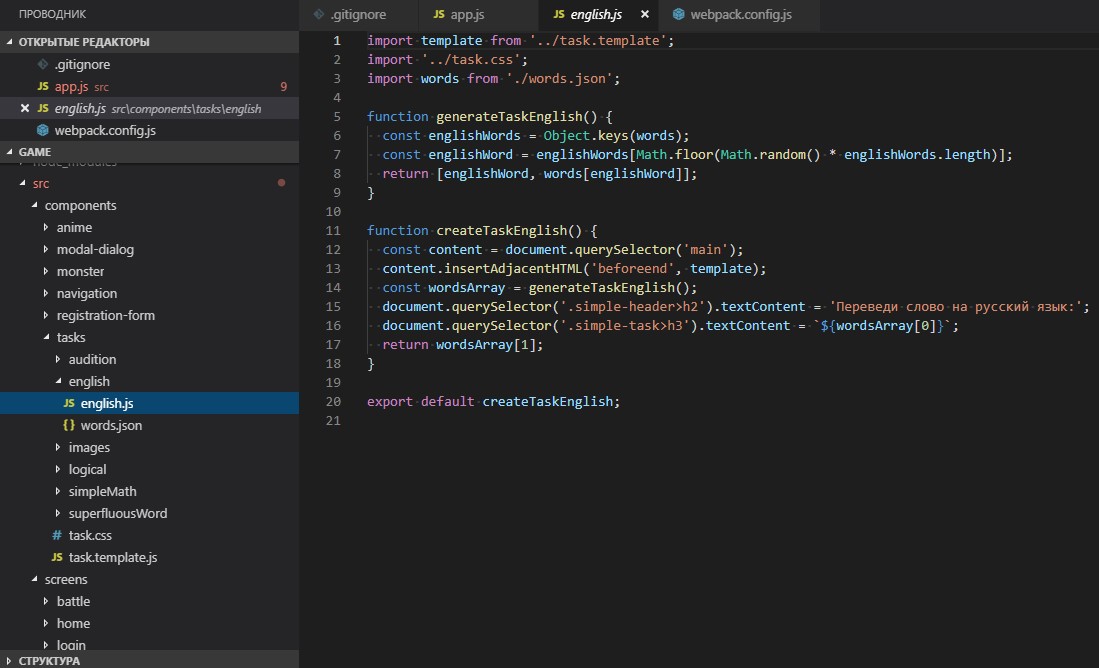 ПРОВОДНИК
ОТКРЫТЫЕ РЕДАКТОРЫ
.gitignore
JS app.js src 9
JS english.js src\components\tasks\english
webpack.config.js
GAME
node_modules
src
components
anime
modal-dialog
monster
navigation
registration-form
tasks
audition
english
JS english.js
{} words.json
images
logical
simpleMath
superfluousWord
# task.css
JS task.template.js
screens
battle
home
login
СТРУКТУРА
.gitignore JS app.js JS english.js webpack.config.js
1 import template from '../task.template';
2 import '../task.css';
3 import words from './words.json';
4
5 function generateTaskEnglish() {
6 const englishWords = Object.keys(words);
7 const englishWord = englishWords[Math.floor(Math.random() * englishWords.length)];
8 return [englishWord, words[englishWord]];
9 }
10
11 function createTaskEnglish() {
12 const content = document.querySelector('main');
13 content.insertAdjacentHTML('beforeend', template);
14 const wordsArray = generateTaskEnglish();
15 document.querySelector('.simple-header>h2').textContent = 'Переведи слово на русский язык:';
16 document.querySelector('.simple-task>h3').textContent = `${wordsArray[0]}`;
17 return wordsArray[1];
18 }
19
20 export default createTaskEnglish;
21